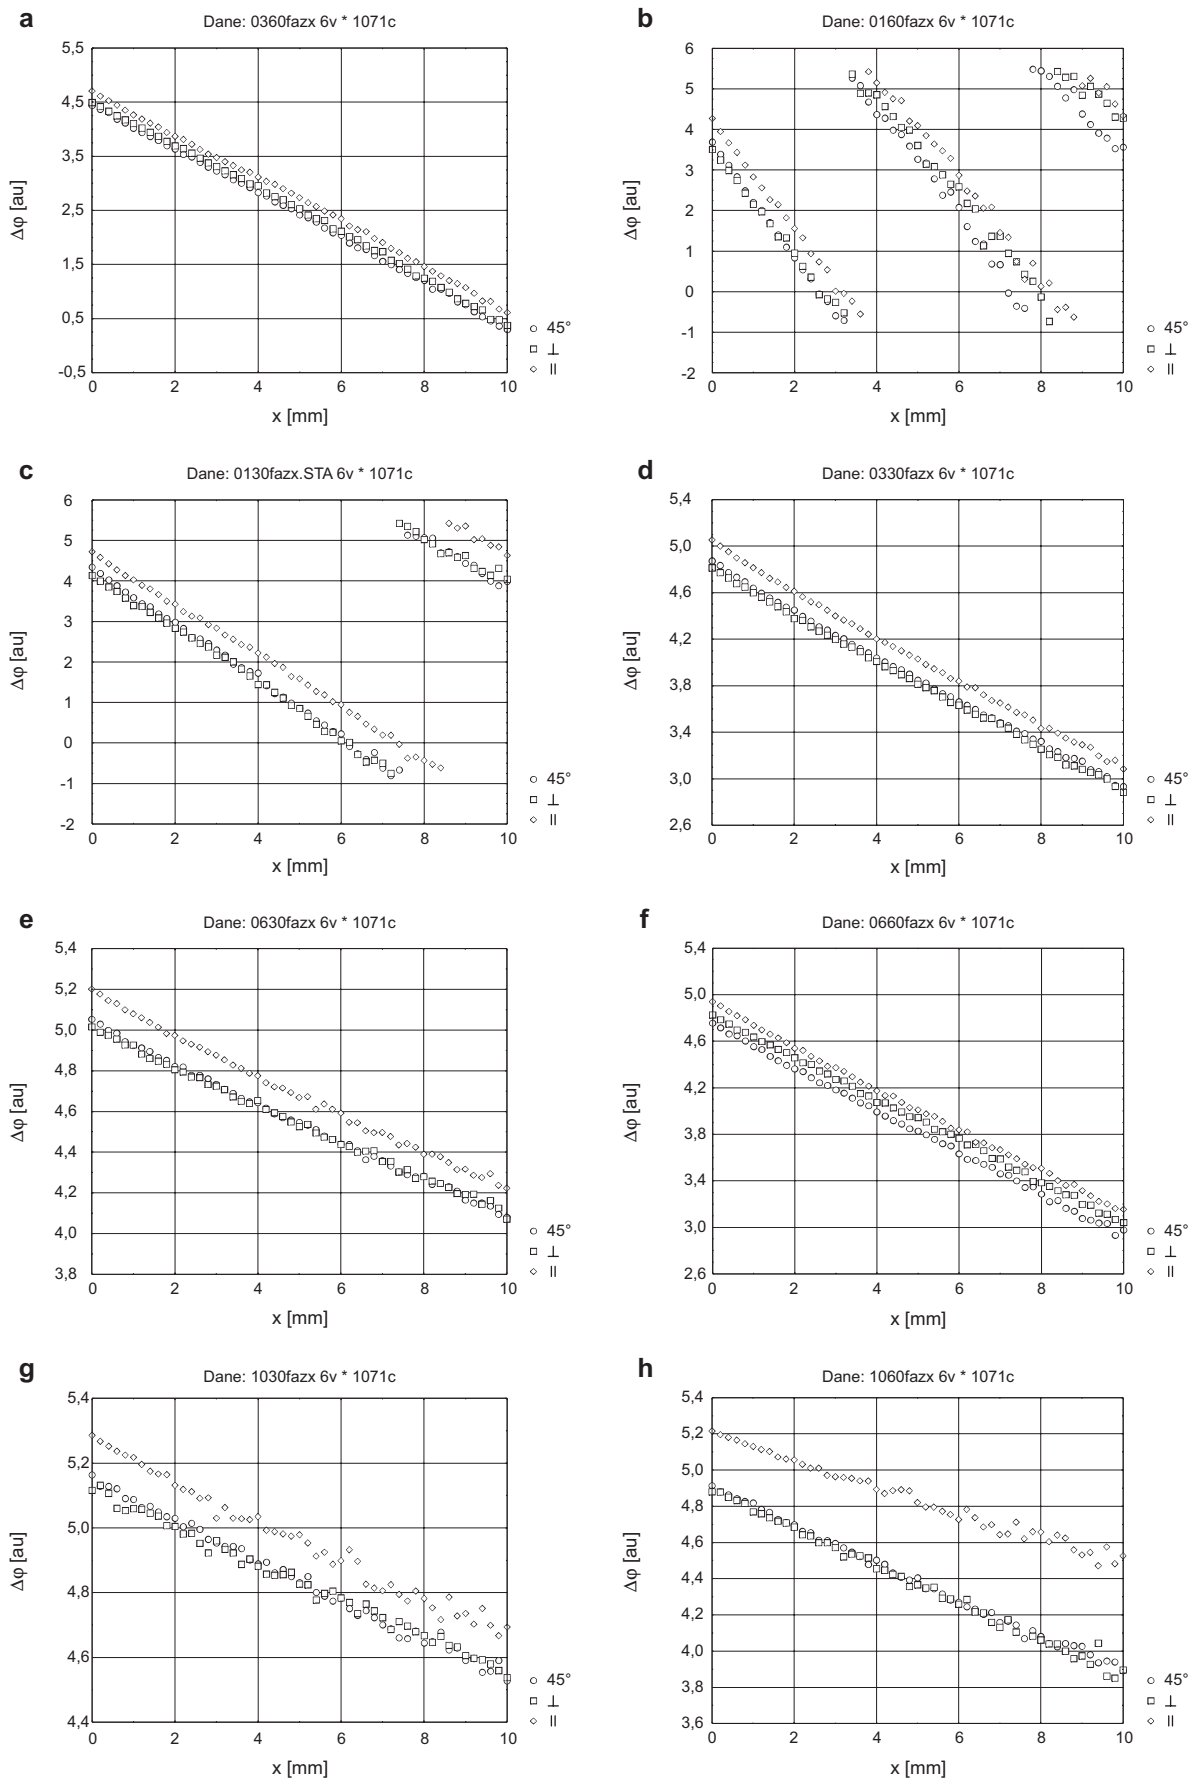 a
Dane: 0360fazx 6v * 1071c
5,5
4,5
3,5
2,5
1,5
0,5
-0,5
Δφ [au]
0 2 4 6 8 10
x [mm]
45°
⊥
||
b
Dane: 0160fazx 6v * 1071c
6
5
4
3
2
1
0
-1
-2
Δφ [au]
0 2 4 6 8 10
x [mm]
45°
⊥
||
c
Dane: 0130fazx.STA 6v * 1071c
6
5
4
3
2
1
0
-1
-2
Δφ [au]
0 2 4 6 8 10
x [mm]
45°
⊥
||
d
Dane: 0330fazx 6v * 1071c
5,4
5,0
4,6
4,2
3,8
3,4
3,0
2,6
Δφ [au]
0 2 4 6 8 10
x [mm]
45°
⊥
||
e
Dane: 0630fazx 6v * 1071c
5,4
5,2
5,0
4,8
4,6
4,4
4,2
4,0
3,8
Δφ [au]
0 2 4 6 8 10
x [mm]
45°
⊥
||
f
Dane: 0660fazx 6v * 1071c
5,4
5,0
4,6
4,2
3,8
3,4
3,0
2,6
Δφ [au]
0 2 4 6 8 10
x [mm]
45°
⊥
||
g
Dane: 1030fazx 6v * 1071c
5,4
5,2
5,0
4,8
4,6
4,4
Δφ [au]
0 2 4 6 8 10
x [mm]
45°
⊥
||
h
Dane: 1060fazx 6v * 1071c
5,4
5,2
5,0
4,8
4,6
4,4
4,2
4,0
3,8
3,6
Δφ [au]
0 2 4 6 8 10
x [mm]
45°
⊥
||